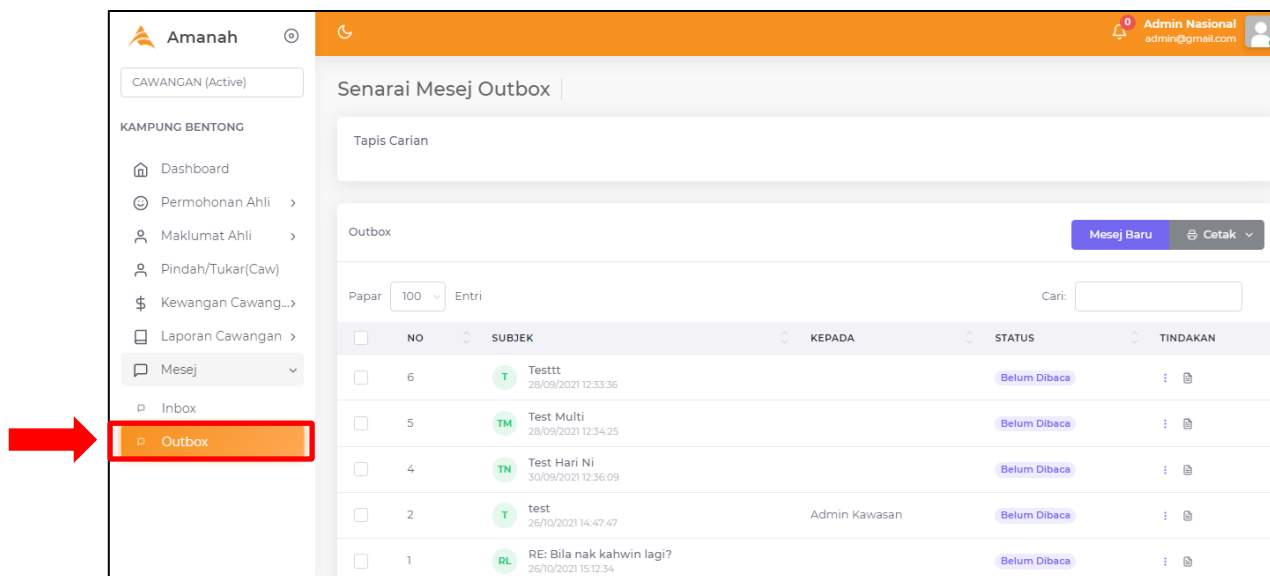 Amanah
0
Admin Nasional
admin@gmail.com
CAWANGAN (Active)
KAMPUNG BENTONG
Dashboard
Permohonan Ahli
Maklumat Ahli
Pindah/Tukar(Caw)
Kewangan Cawang...
Laporan Cawangan
Mesej
Inbox
Outbox
Senarai Mesej Outbox
Tapis Carian
Outbox
Mesej Baru
Cetak
Papar 100 Entri
Cari:
NO SUBJEK KEPADA STATUS TINDAKAN
6 T Testtt Belum Dibaca
28/09/2021 12:33:36
5 TM Test Multi Belum Dibaca
28/09/2021 12:34:25
4 TN Test Hari Ni Belum Dibaca
30/09/2021 12:36:09
2 T test Admin Kawasan Belum Dibaca
26/10/2021 14:47:47
1 RL RE: Bila nak kahwin lagi? Belum Dibaca
26/10/2021 15:12:34